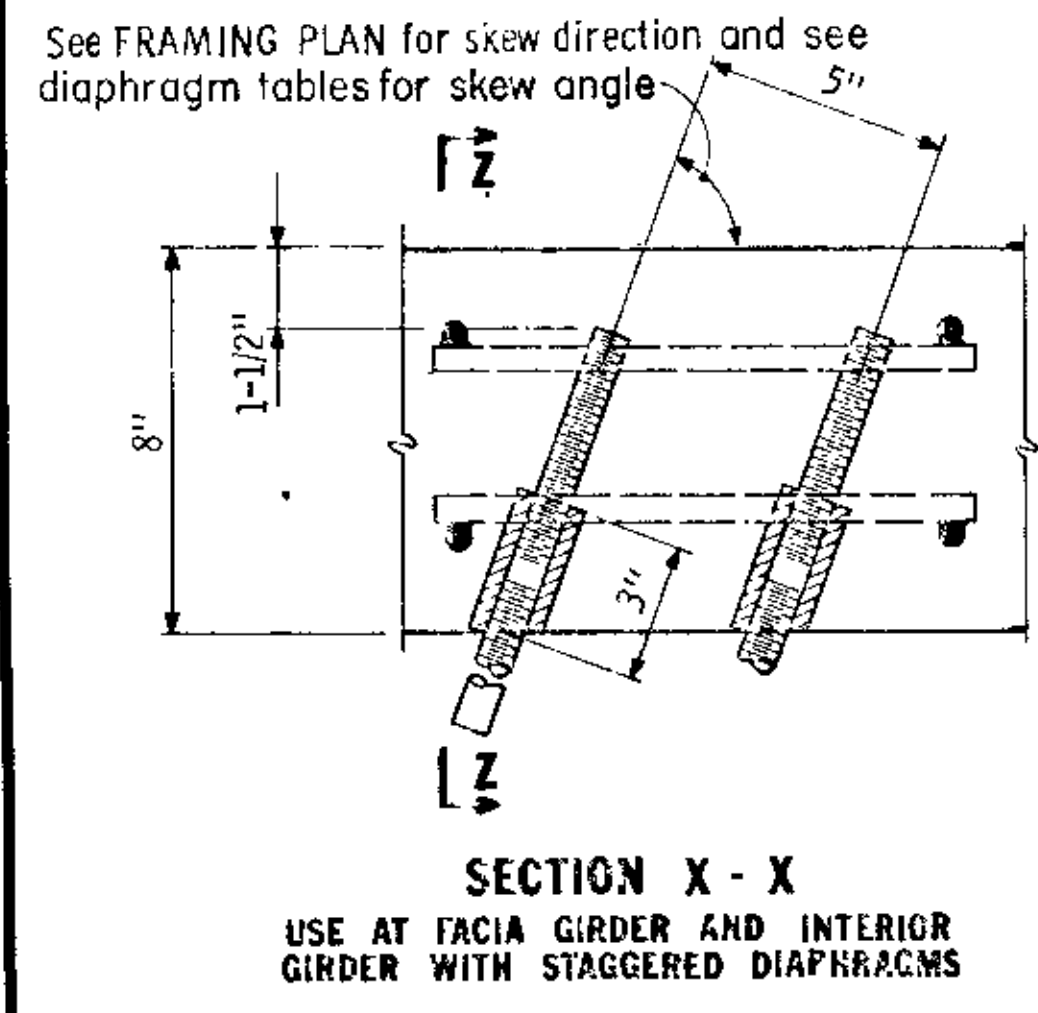 See FRAMING PLAN for skew direction and see
diaphragm tables for skew angle
5"
Z
1-1/2"
8"
3"
Z
SECTION X - X
USE AT FACIA GIRDER AND INTERIOR
GIRDER WITH STAGGERED DIAPHRAGMS